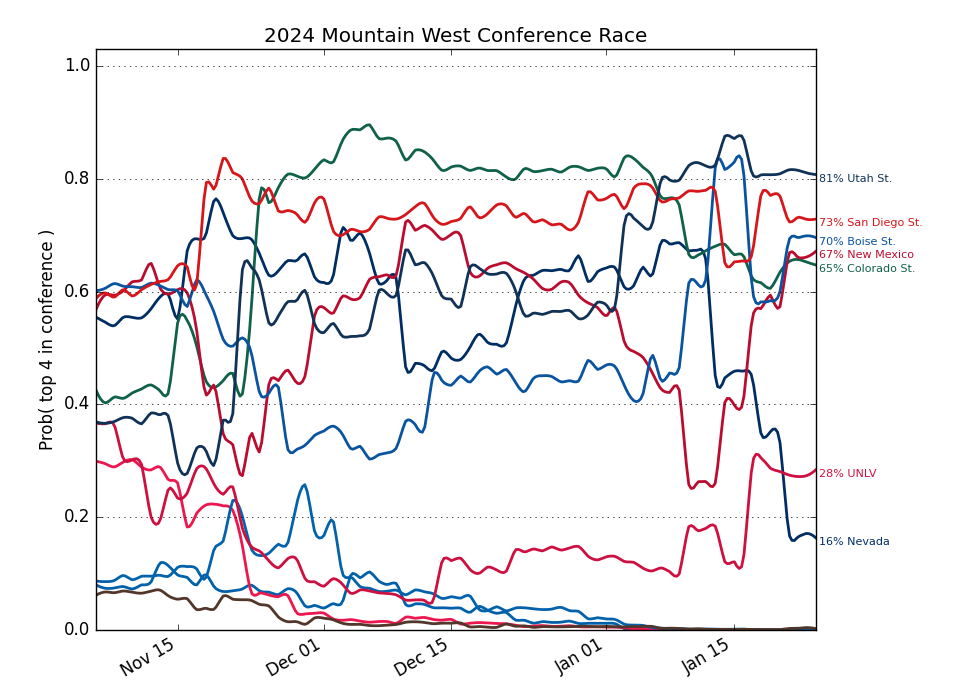 2024 Mountain West Conference Race
Prob( top 4 in conference )
1.0
0.8
0.6
0.4
0.2
0.0
81% Utah St.
73% San Diego St.
70% Boise St.
67% New Mexico
65% Colorado St.
28% UNLV
16% Nevada
Nov 15
Dec 01
Dec 15
Jan 01
Jan 15